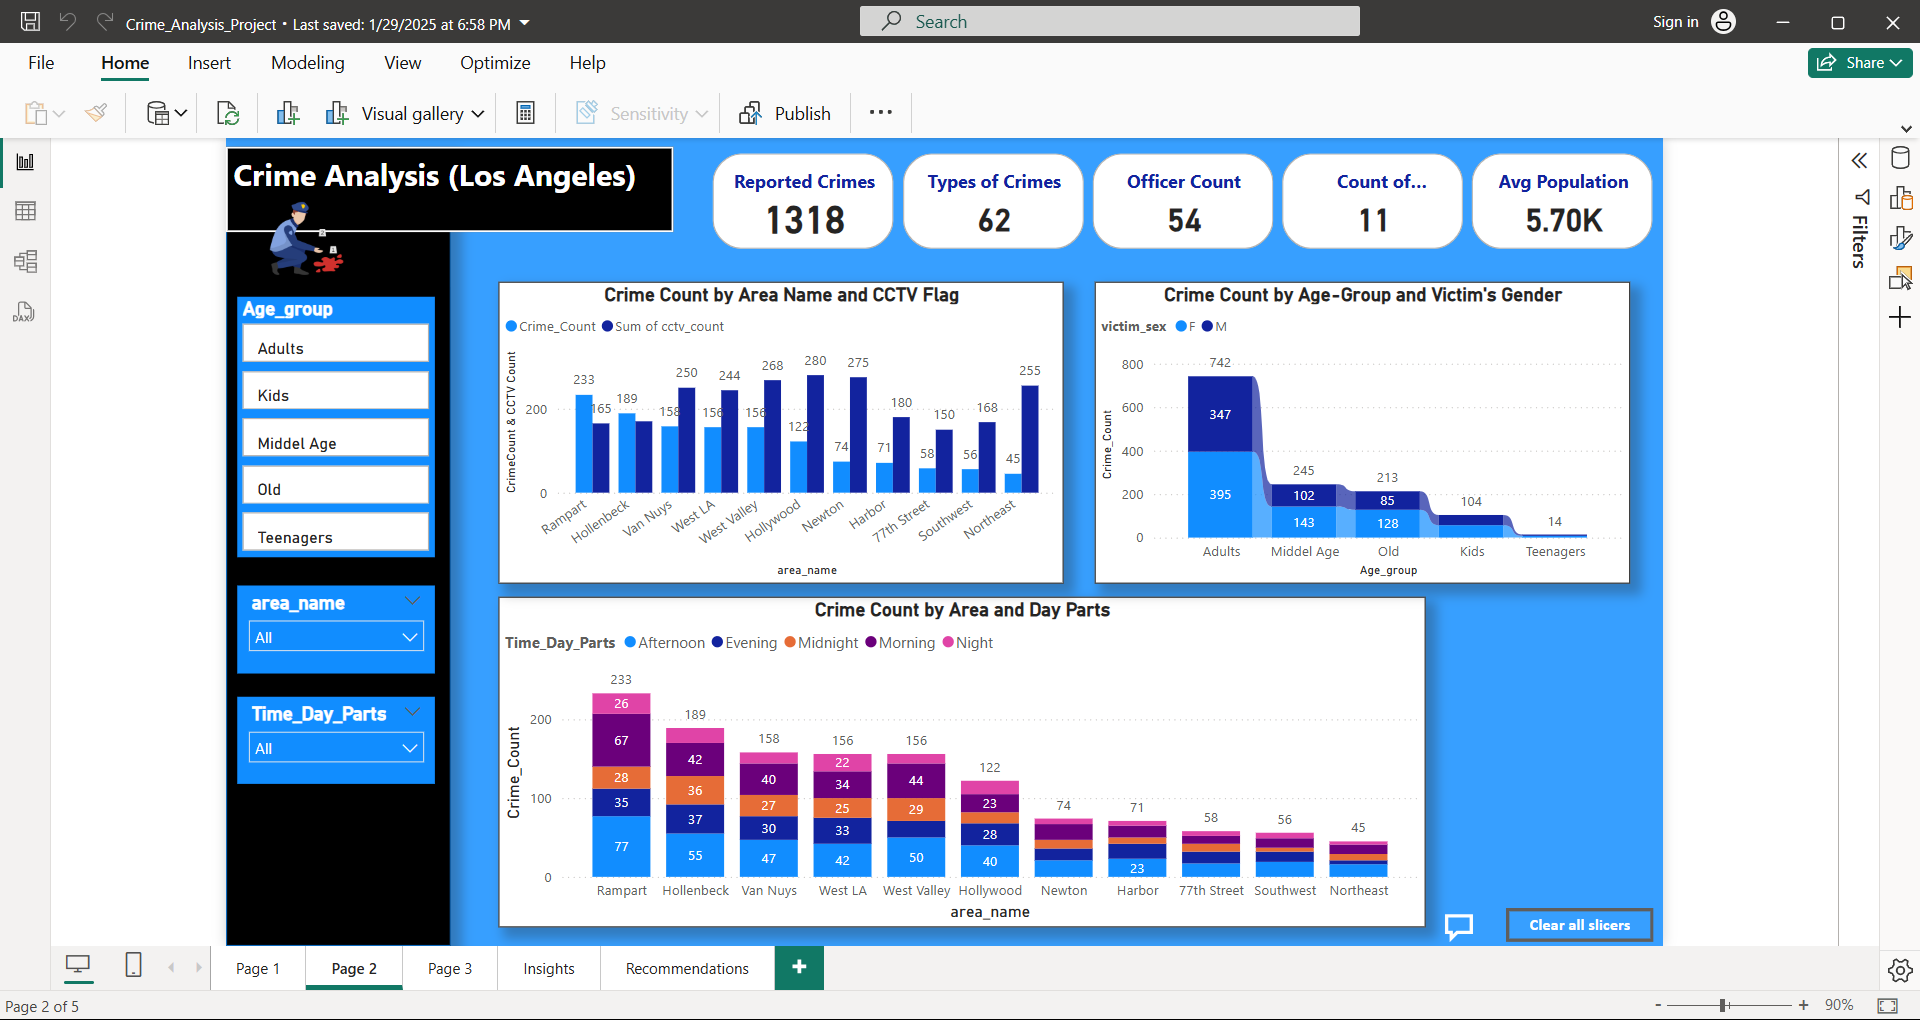 Crime_Analysis_Project • Last saved: 1/29/2025 at 6:58 PM
Search
Sign in
File Home Insert Modeling View Optimize Help
Share
Visual gallery
Sensitivity
Publish
Crime Analysis (Los Angeles)
Reported Crimes
1318
Types of Crimes
62
Officer Count
54
Count of...
11
Avg Population
5.70K
Filters
DAX
Age_group
Adults
Kids
Middel Age
Old
Teenagers
area_name
All
Time_Day_Parts
All
Crime Count by Area Name and CCTV Flag
Crime_Count Sum of cctv_count
CrimeCount & CCTV Count
200
0
233 165 189 158 250 156 244 156 268 122 280 74 275 71 180 58 150 56 168 45 255
Rampart Hollenbeck Van Nuys West LA West Valley Hollywood Newton Harbor 77th Street Southwest Northeast
area_name
Crime Count by Age-Group and Victim's Gender
victim_sex F M
Crime_Count
800
600
400
200
0
742 245 213 104 14
347 102 85
395 143 128
Adults Middel Age Old Kids Teenagers
Age_group
Crime Count by Area and Day Parts
Time_Day_Parts Afternoon Evening Midnight Morning Night
Crime_Count
200
100
0
233 189 158 156 156 122 74 71 58 56 45
26 22
67 42 40 34 44 23
28 36 27 25 29
35 37 30 33 28
77 55 47 42 50 40 23
Rampart Hollenbeck Van Nuys West LA West Valley Hollywood Newton Harbor 77th Street Southwest Northeast
area_name
Clear all slicers
Page 1 Page 2 Page 3 Insights Recommendations +
Page 2 of 5
- + 90%